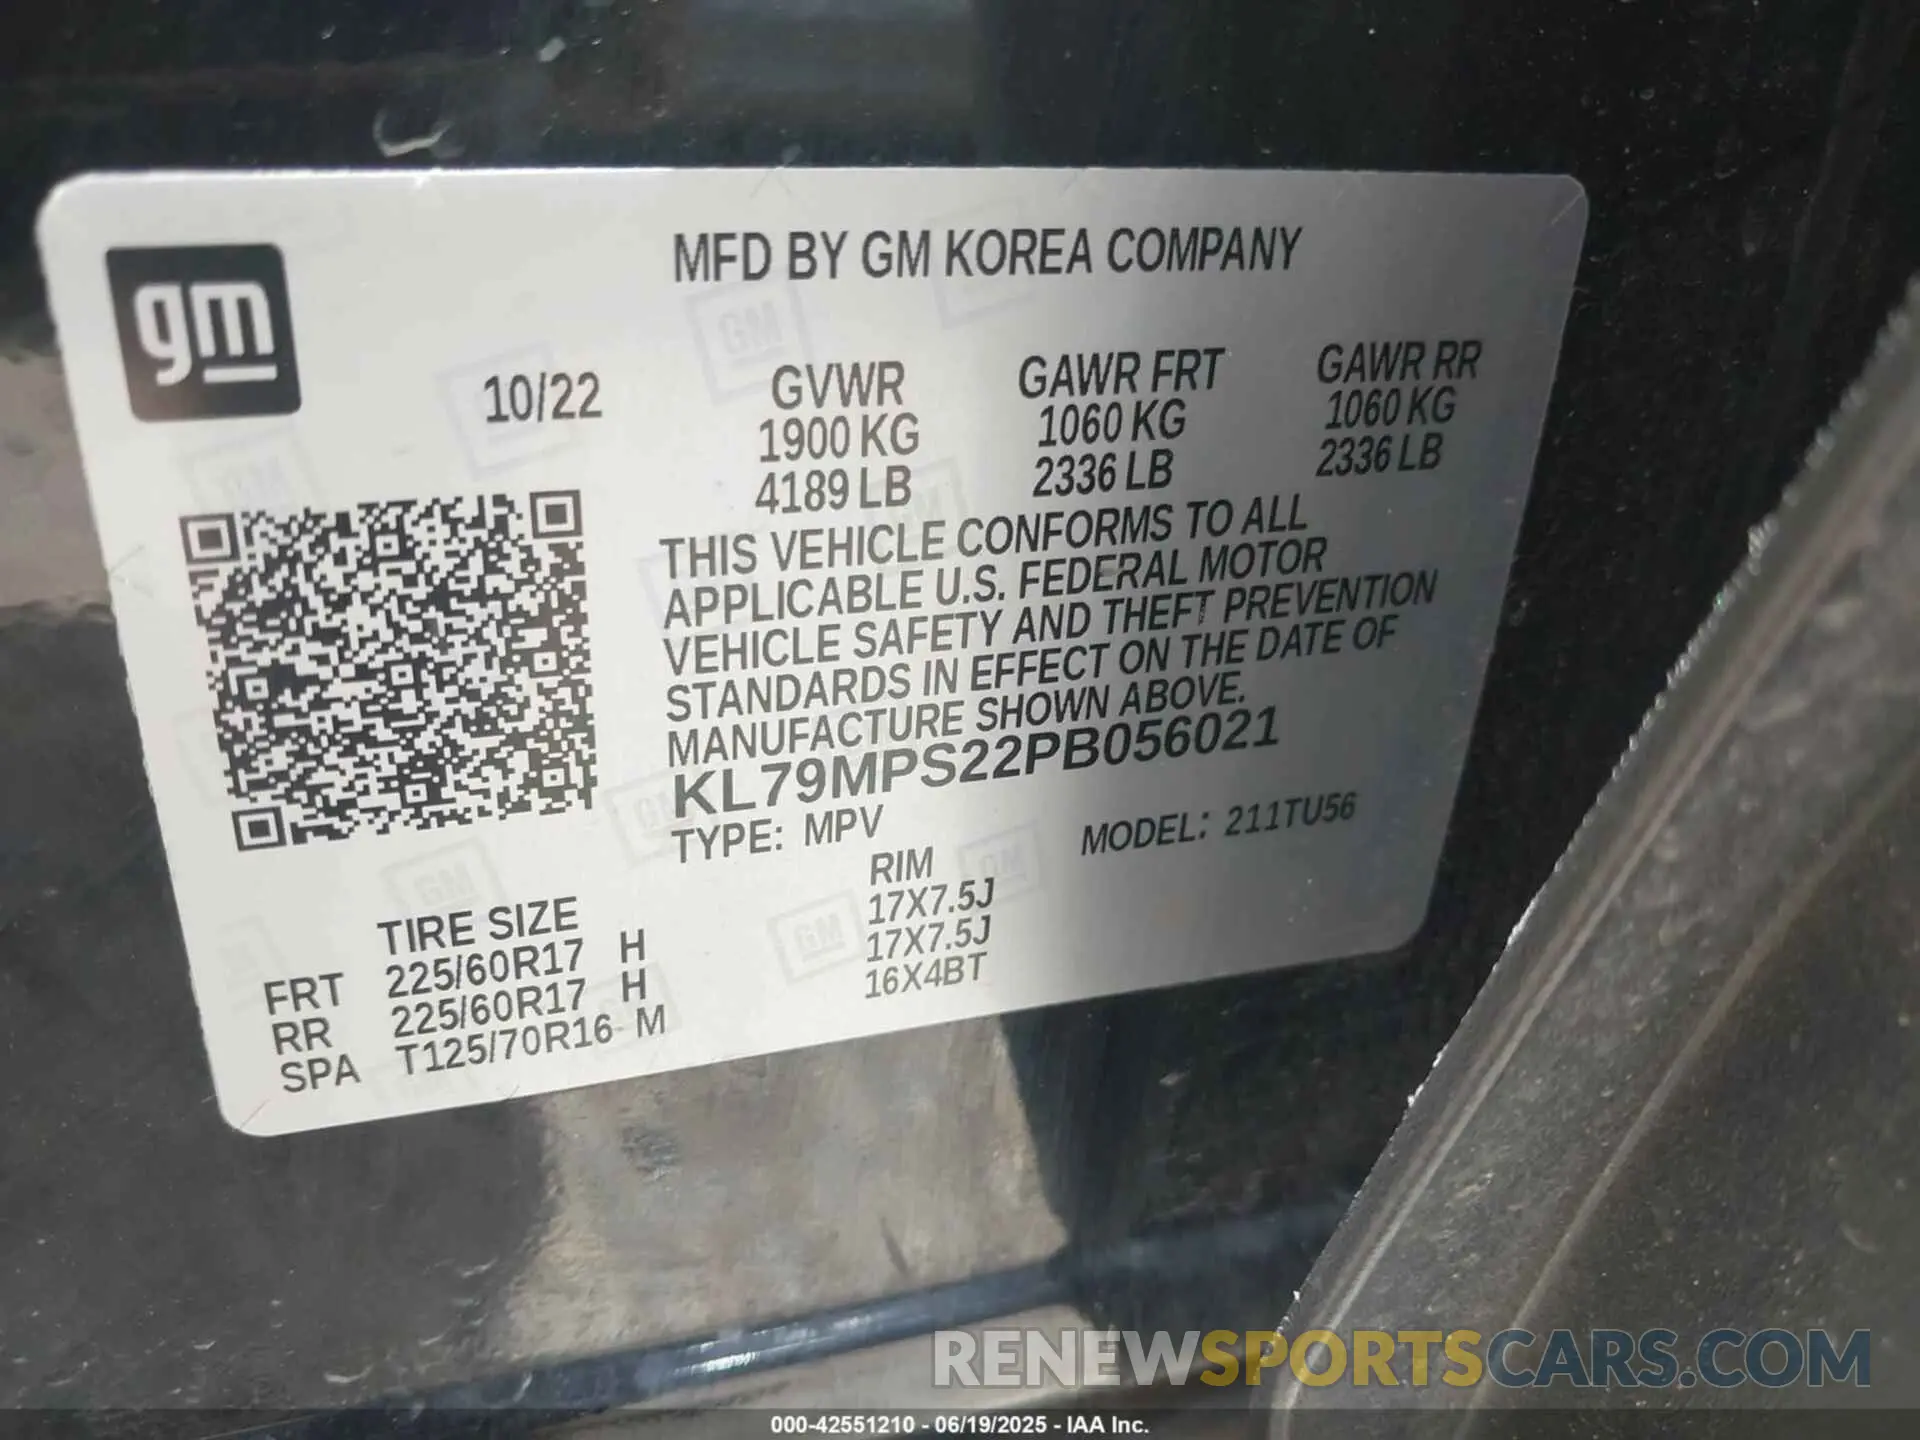 MFD BY GM KOREA COMPANY
gm
10/22
GVWR GAWR FRT GAWR RR
1900 KG 1060 KG 1060 KG
4189 LB 2336 LB 2336 LB
THIS VEHICLE CONFORMS TO ALL
APPLICABLE U.S. FEDERAL MOTOR
VEHICLE SAFETY AND THEFT PREVENTION
STANDARDS IN EFFECT ON THE DATE OF
MANUFACTURE SHOWN ABOVE.
KL79MPS22PB056021
TYPE: MPV MODEL: 211TU56
TIRE SIZE RIM
FRT 225/60R17 H 17X7.5J
RR 225/60R17 H 17X7.5J
SPA T125/70R16 M 16X4BT
RENEWSPORTSCARS.COM
000-42551210 - 06/19/2025 - IAA Inc.